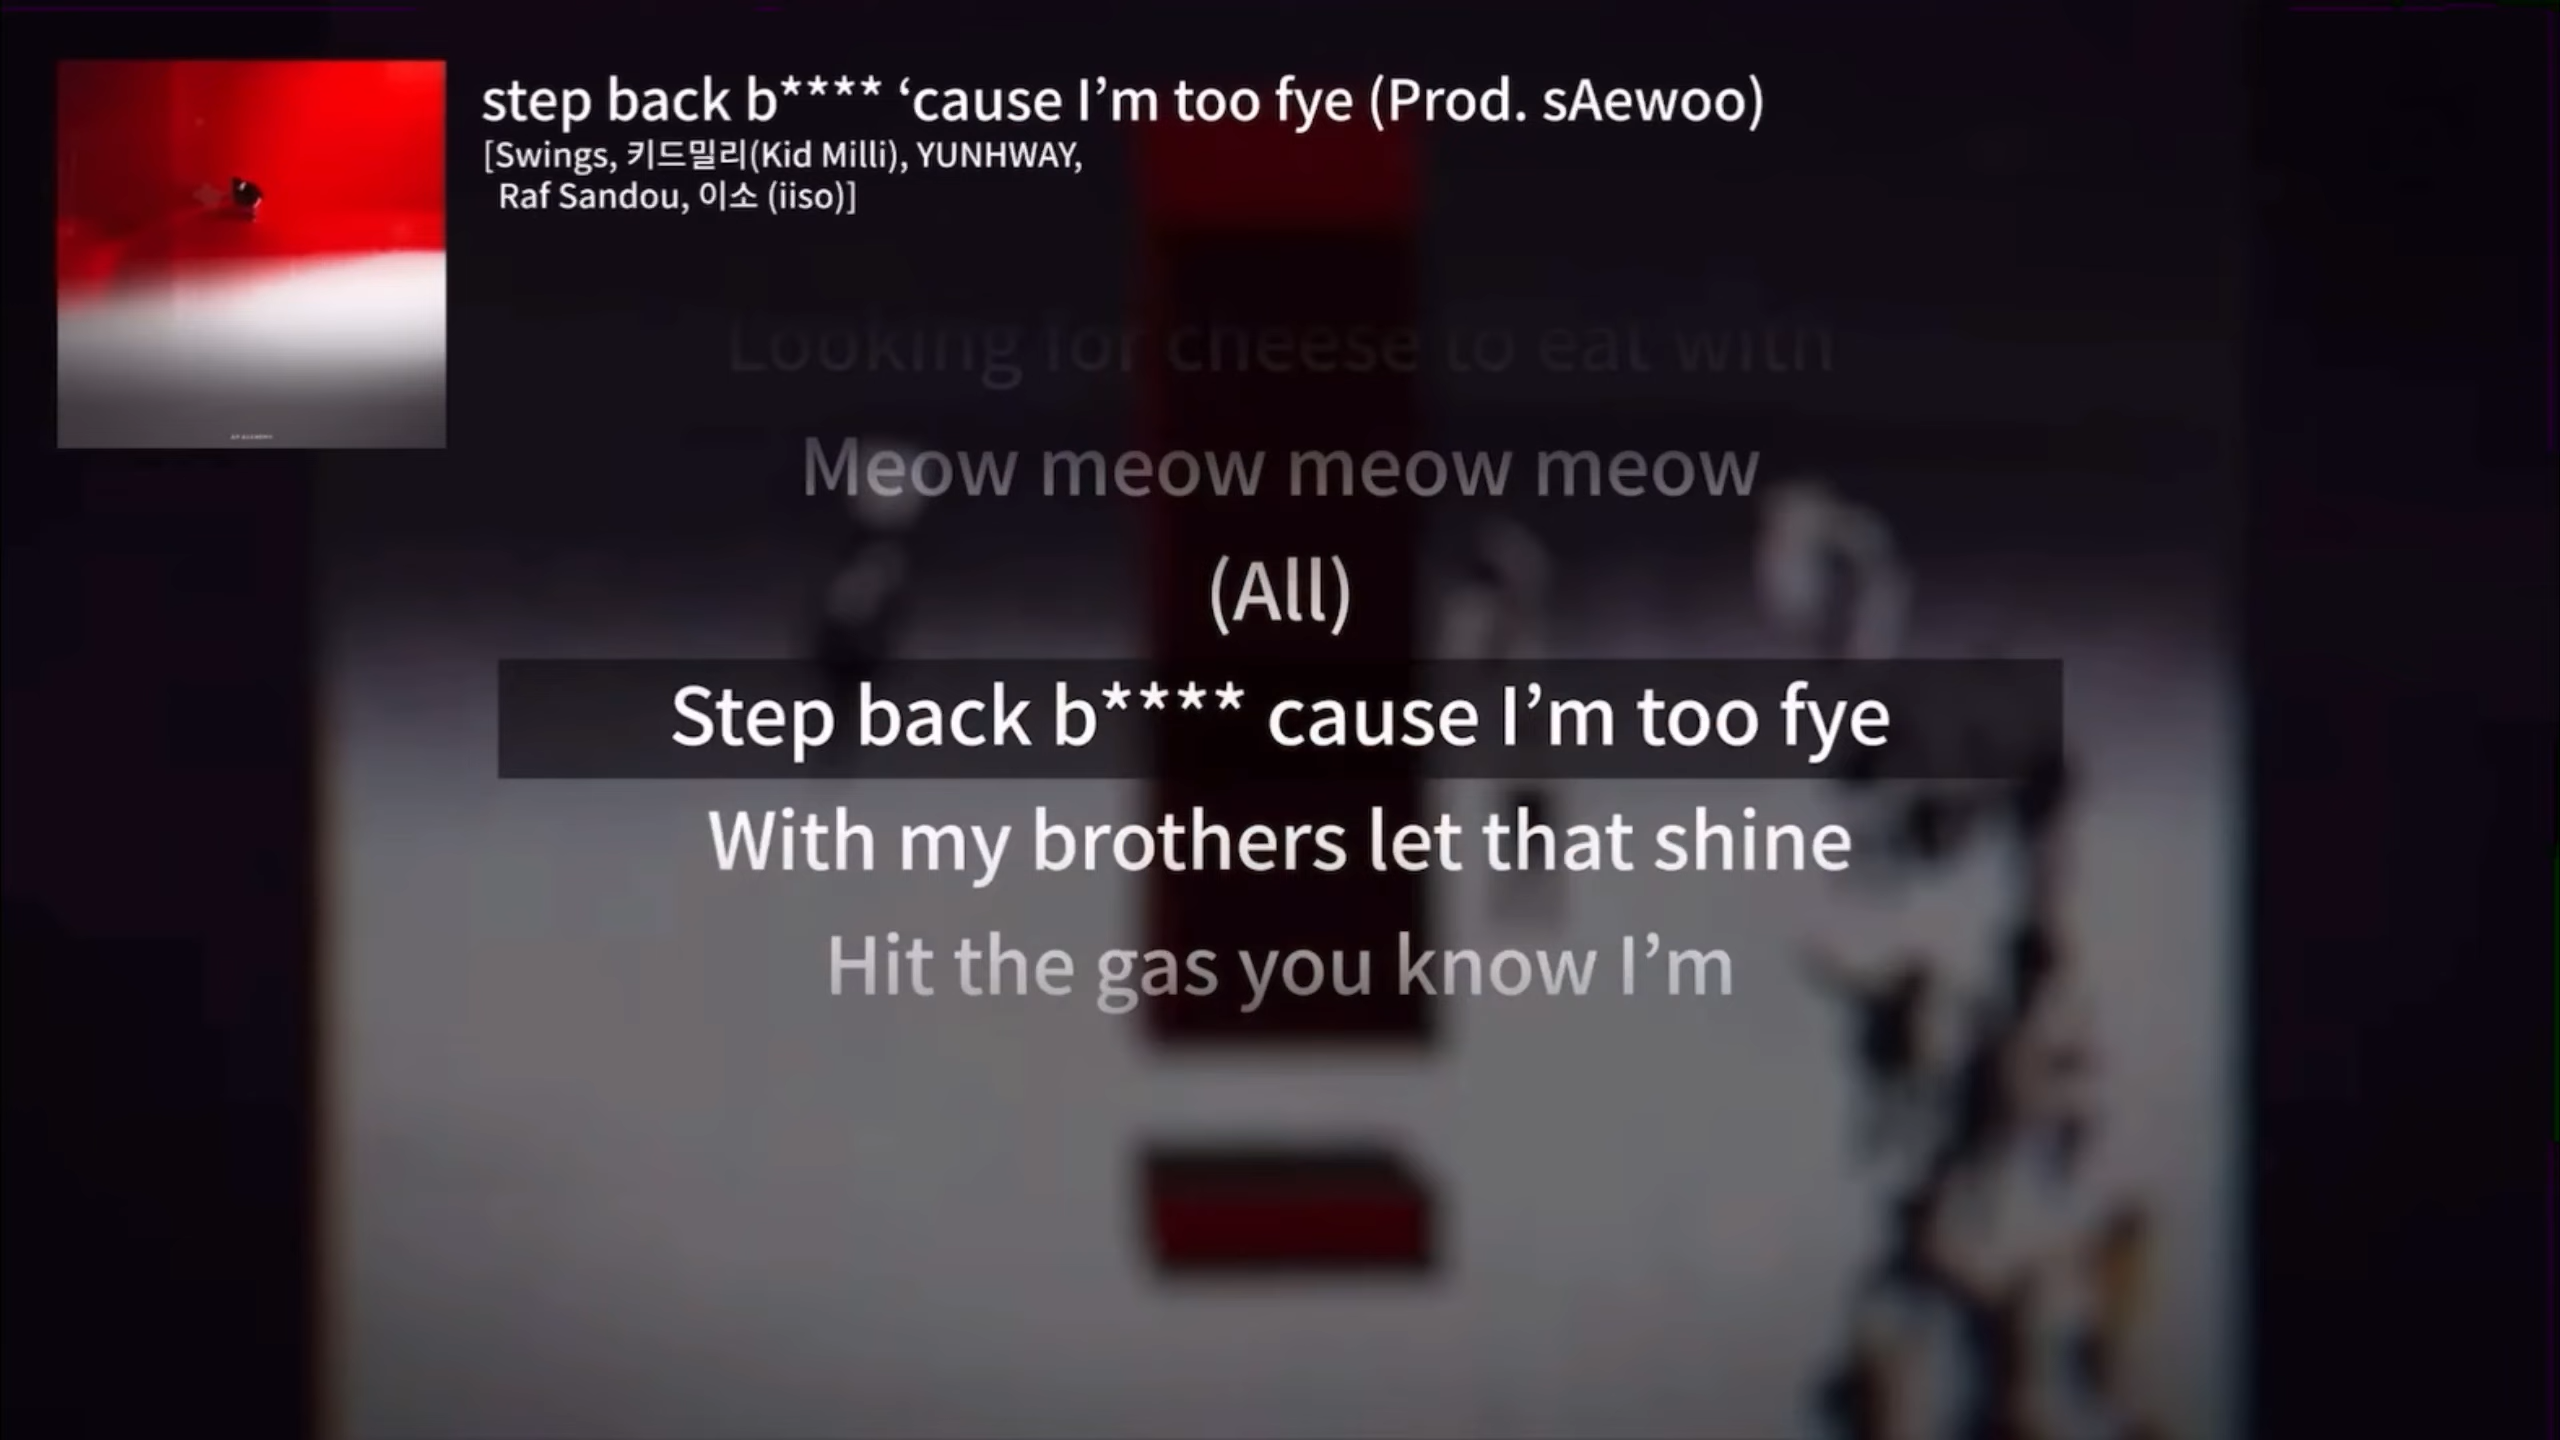 step back b**** ‘cause I’m too fye (Prod. sAewoo)
[Swings, 키드밀리(Kid Milli), YUNHWAY,
Raf Sandou, 이소 (iiso)]
Looking for cheese to eat with
Meow meow meow meow
(All)
Step back b**** cause I’m too fye
With my brothers let that shine
Hit the gas you know I’m